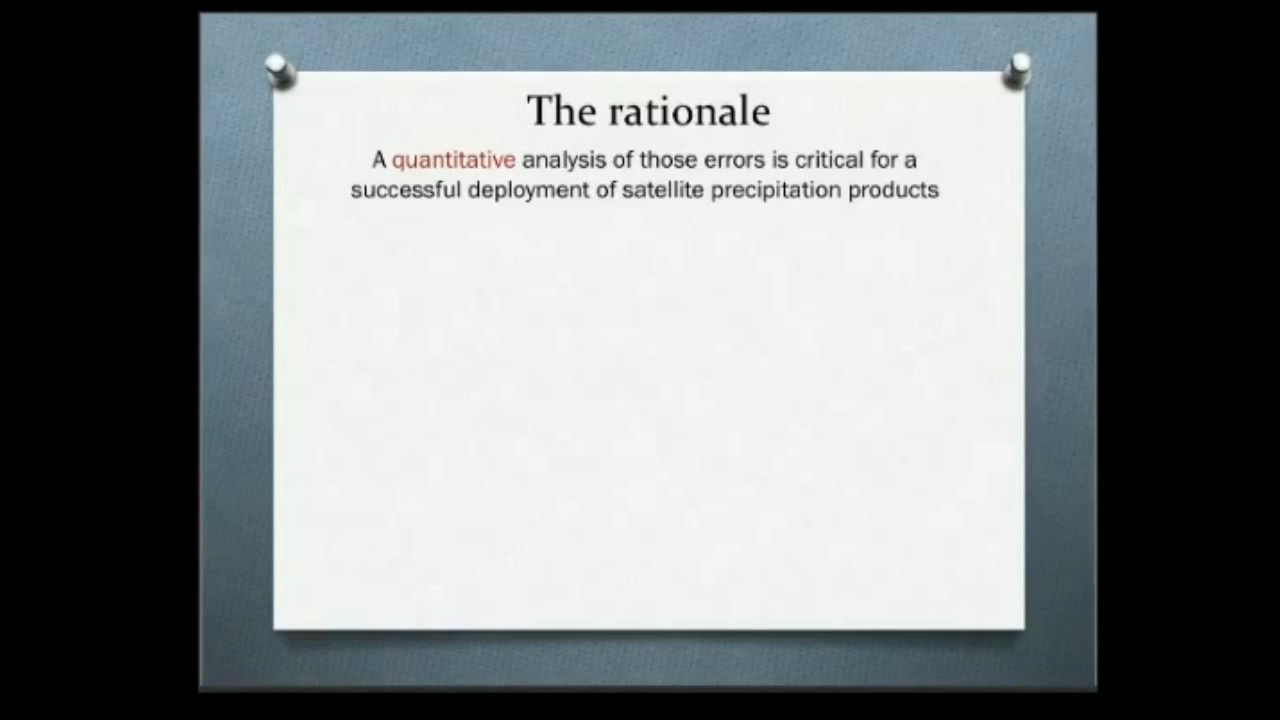 The rationale
A quantitative analysis of those errors is critical for a
successful deployment of satellite precipitation products